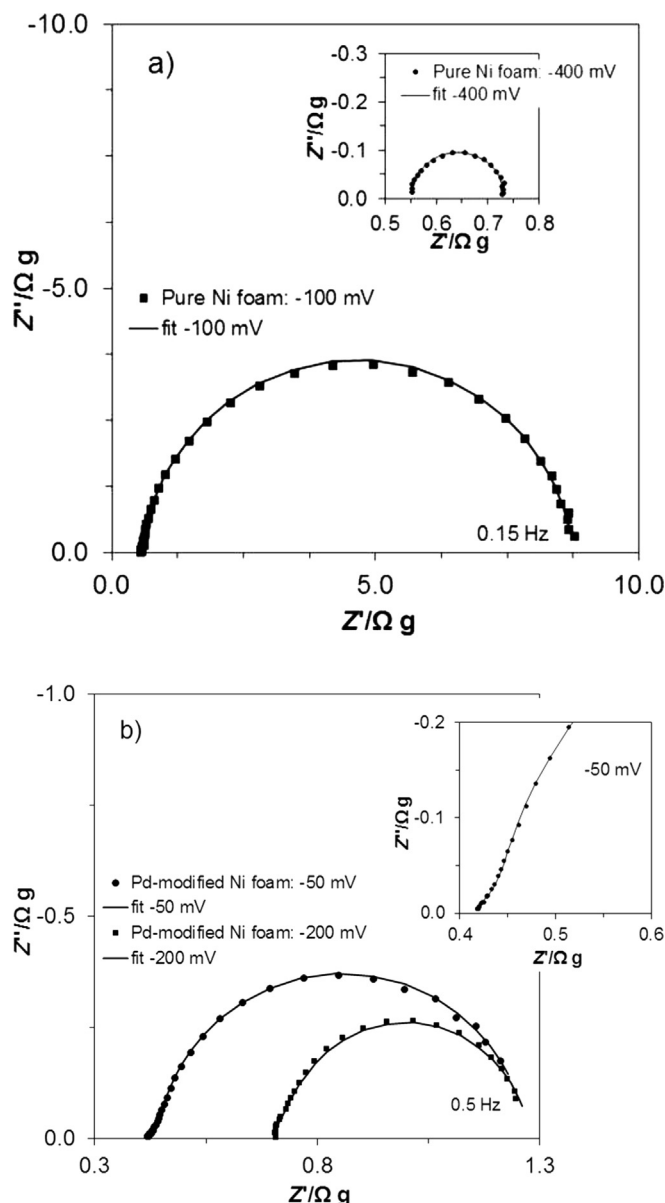 -10.0
a)
-0.3
Pure Ni foam: -400 mV
fit -400 mV
-0.2
Z''/Ω g
-0.1
0.0
0.5 0.6 0.7 0.8
Z'/Ω g
-5.0
Z''/Ω g
Pure Ni foam: -100 mV
fit -100 mV
0.15 Hz
0.0
0.0 5.0 10.0
Z'/Ω g
-1.0
b)
-0.2
-50 mV
Z''/Ω g
-0.1
0.0
0.4 0.5 0.6
Z'/Ω g
Z''/Ω g
Pd-modified Ni foam: -50 mV
fit -50 mV
-0.5
Pd-modified Ni foam: -200 mV
fit -200 mV
0.5 Hz
0.0
0.3 0.8 1.3
Z'/Ω g